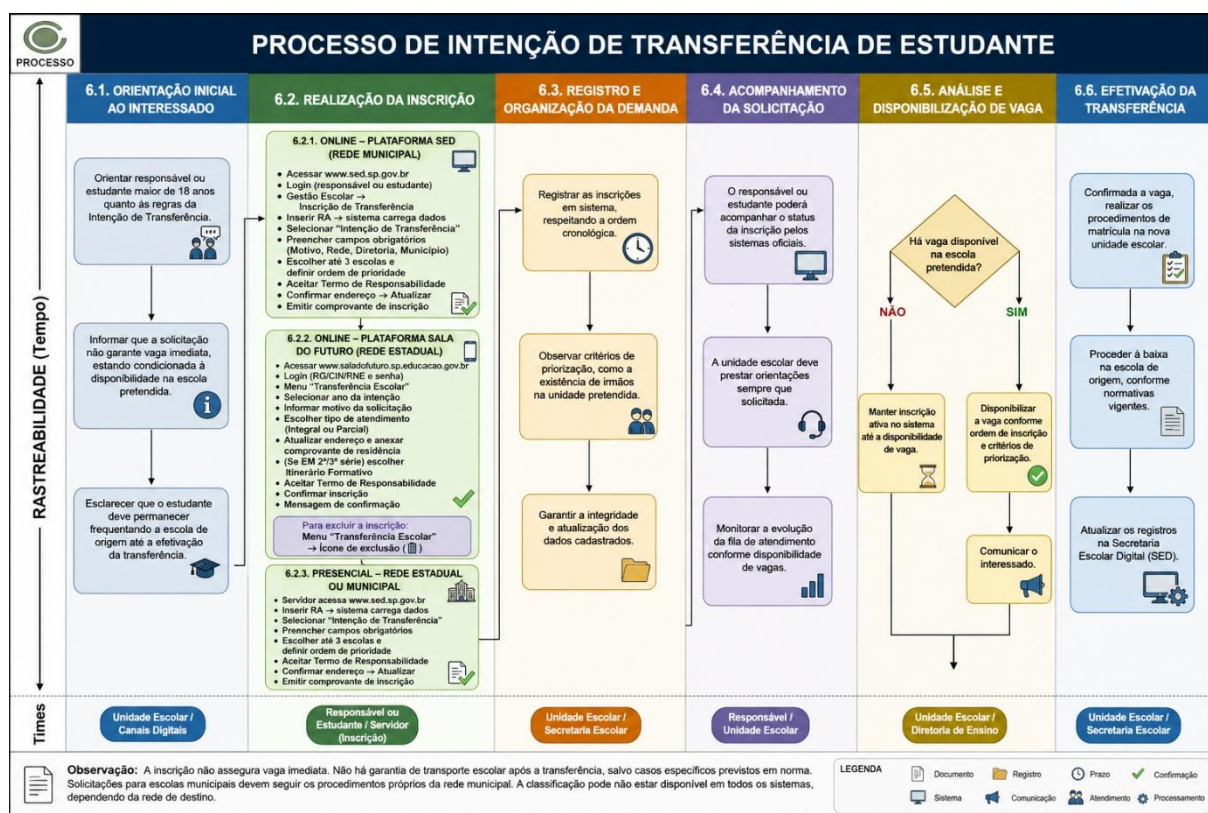 PROCESSO
PROCESSO DE INTENÇÃO DE TRANSFERÊNCIA DE ESTUDANTE
RASTREABILIDADE (Tempo)
6.1. ORIENTAÇÃO INICIAL
AO INTERESSADO
Orientar responsável ou
estudante maior de 18 anos
quanto às regras da
Intenção de Transferência.
Informar que a solicitação
não garante vaga imediata,
estando condicionada à
disponibilidade na escola
pretendida.
Esclarecer que o estudante
deve permanecer
frequentando a escola de
origem até a efetivação
da transferência.
6.2. REALIZAÇÃO DA INSCRIÇÃO
6.2.1. ONLINE – PLATAFORMA SED
(REDE MUNICIPAL)
• Acessar www.sed.sp.gov.br
• Login (responsável ou estudante)
• Gestão Escolar →
Inscrição de Transferência
• Inserir RA → sistema carrega dados
• Selecionar “Intenção de Transferência”
• Preencher campos obrigatórios
(Motivo, Rede, Diretoria, Município)
• Escolher até 3 escolas e
definir ordem de prioridade
• Aceitar Termo de Responsabilidade
• Confirmar endereço → Atualizar
• Emitir comprovante de inscrição
6.2.2. ONLINE – PLATAFORMA SALA
DO FUTURO (REDE ESTADUAL)
• Acessar www.saladofuturo.sp.educacao.gov.br
• Login (RG/CIN/RNE e senha)
• Menu “Transferência Escolar”
• Selecionar ano da intenção
• Informar motivo da solicitação
• Escolher tipo de atendimento
(Integral ou Parcial)
• Atualizar endereço e anexar
comprovante de residência
• (Se EM 2ª/3ª série) escolher
Itinerário Formativo
• Aceitar Termo de Responsabilidade
• Confirmar inscrição
• Mensagem de confirmação
Para excluir a inscrição:
Menu “Transferência Escolar”
→ Ícone de exclusão ( )
6.2.3. PRESENCIAL – REDE ESTADUAL
OU MUNICIPAL
• Servidor acessa www.sed.sp.gov.br
• Inserir RA → sistema carrega dados
• Selecionar “Intenção de Transferência”
• Prenncher campos obrigatórios
• Escolher até 3 escolas e
definir ordem de prioridade
• Aceitar Termo de Responsabilidade
• Confirmar endereço → Atualizar
• Emitir comprovante de inscrição
6.3. REGISTRO E
ORGANIZAÇÃO DA DEMANDA
Registrar as inscrições
em sistema,
respeitando a ordem
cronológica.
Observar critérios de
priorização, como a
existência de irmãos
na unidade pretendida.
Garantir a integridade
e atualização dos
dados cadastrados.
6.4. ACOMPANHAMENTO
DA SOLICITAÇÃO
O responsável ou
estudante poderá
acompanhar o status
da inscrição pelos
sistemas oficiais.
A unidade escolar deve
prestar orientações
sempre que
solicitada.
Monitorar a evolução
da fila de atendimento
conforme disponibilidade
de vagas.
6.5. ANÁLISE E
DISPONIBILIZAÇÃO DE VAGA
Há vaga disponível
na escola
pretendida?
NÃO
SIM
Manter inscrição
ativa no sistema
até a disponibilidade
de vaga.
Disponibilizar
a vaga conforme
ordem de inscrição
e critérios de
priorização.
Comunicar o
interessado.
6.6. EFETIVAÇÃO DA
TRANSFERÊNCIA
Confirmada a vaga,
realizar os
procedimentos de
matrícula na nova
unidade escolar.
Proceder à baixa
na escola de
origem, conforme
normativas
vigentes.
Atualizar os registros
na Secretaria
Escolar Digital (SED).
Times
Unidade Escolar /
Canais Digitais
Responsável ou
Estudante / Servidor
(Inscrição)
Unidade Escolar /
Secretaria Escolar
Responsável /
Unidade Escolar
Unidade Escolar /
Diretoria de Ensino
Unidade Escolar /
Secretaria Escolar
Observação: A inscrição não assegura vaga imediata. Não há garantia de transporte escolar após a transferência, salvo casos específicos previstos em norma.
Solicitações para escolas municipais devem seguir os procedimentos próprios da rede municipal. A classificação pode não estar disponível em todos os sistemas,
dependendo da rede de destino.
LEGENDA
Documento
Registro
Prazo
Confirmação
Sistema
Comunicação
Atendimento
Processamento